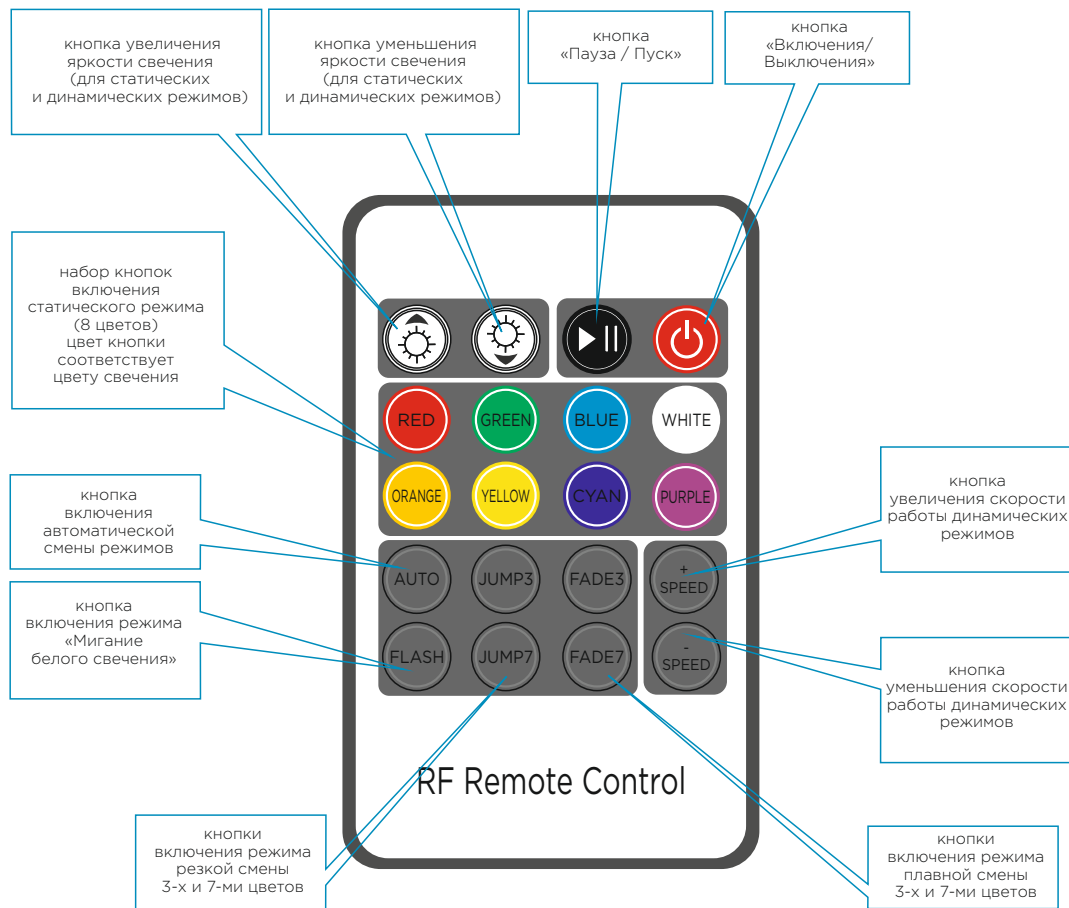 кнопка увеличения
яркости свечения
(для статических
и динамических режимов)
кнопка уменьшения
яркости свечения
(для статических
и динамических режимов)
кнопка
«Пауза / Пуск»
кнопка
«Включения/
Выключения»
набор кнопок
включения
статического режима
(8 цветов)
цвет кнопки
соответствует
цвету свечения
RED
GREEN
BLUE
WHITE
ORANGE
YELLOW
CYAN
PURPLE
кнопка
включения
автоматической
смены режимов
кнопка
увеличения скорости
работы динамических
режимов
AUTO
JUMP3
FADE3
+
SPEED
кнопка
включения режима
«Мигание
белого свечения»
FLASH
JUMP7
FADE7
-
SPEED
кнопка
уменьшения скорости
работы динамических
режимов
RF Remote Control
кнопки
включения режима
резкой смены
3-х и 7-ми цветов
кнопки
включения режима
плавной смены
3-х и 7-ми цветов